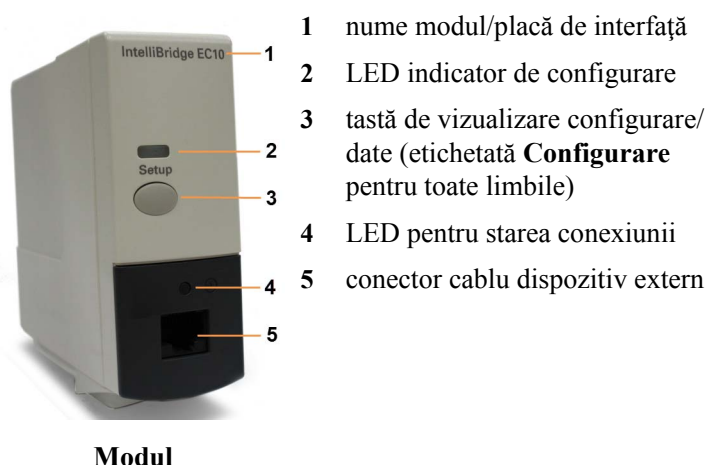 IntelliBridge EC10
1
2
Setup
3
4
5
1 nume modul/placă de interfaţă
2 LED indicator de configurare
3 tastă de vizualizare configurare/
date (etichetată Configurare
pentru toate limbile)
4 LED pentru starea conexiunii
5 conector cablu dispozitiv extern
Modul